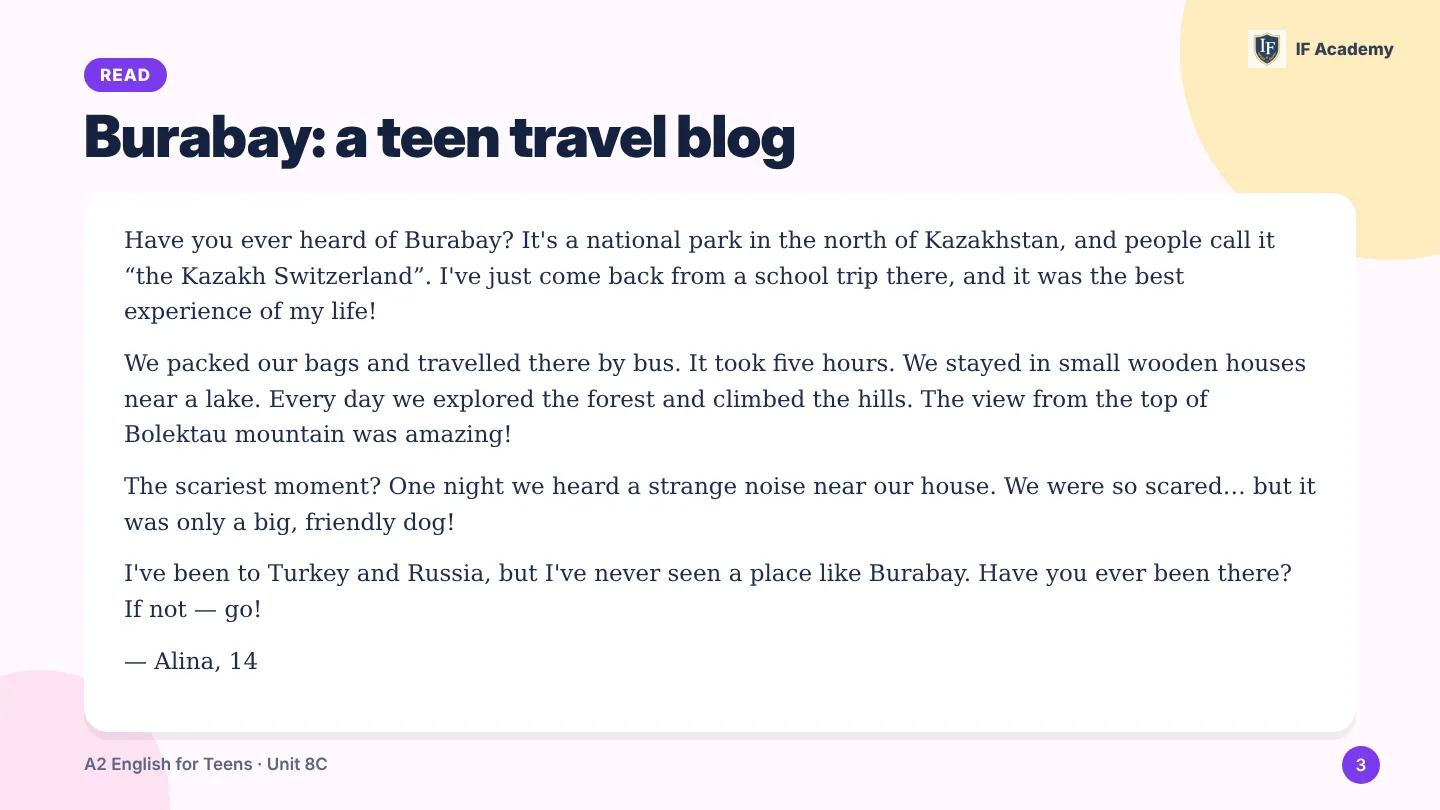 IF
IF Academy
READ
Burabay: a teen travel blog
Have you ever heard of Burabay? It's a national park in the north of Kazakhstan, and people call it
“the Kazakh Switzerland”. I've just come back from a school trip there, and it was the best
experience of my life!
We packed our bags and travelled there by bus. It took five hours. We stayed in small wooden houses
near a lake. Every day we explored the forest and climbed the hills. The view from the top of
Bolektau mountain was amazing!
The scariest moment? One night we heard a strange noise near our house. We were so scared… but it
was only a big, friendly dog!
I've been to Turkey and Russia, but I've never seen a place like Burabay. Have you ever been there?
If not — go!
— Alina, 14
A2 English for Teens · Unit 8C
3